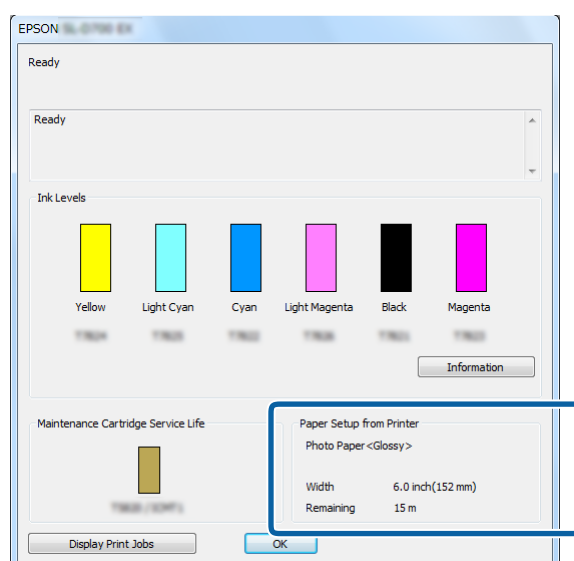 EPSON
Ready
Ready
Ink Levels
Yellow Light Cyan Cyan Light Magenta Black Magenta
Information
Maintenance Cartridge Service Life
Paper Setup from Printer
Photo Paper<Glossy>
Width 6.0 inch(152 mm)
Remaining 15 m
Display Print Jobs OK